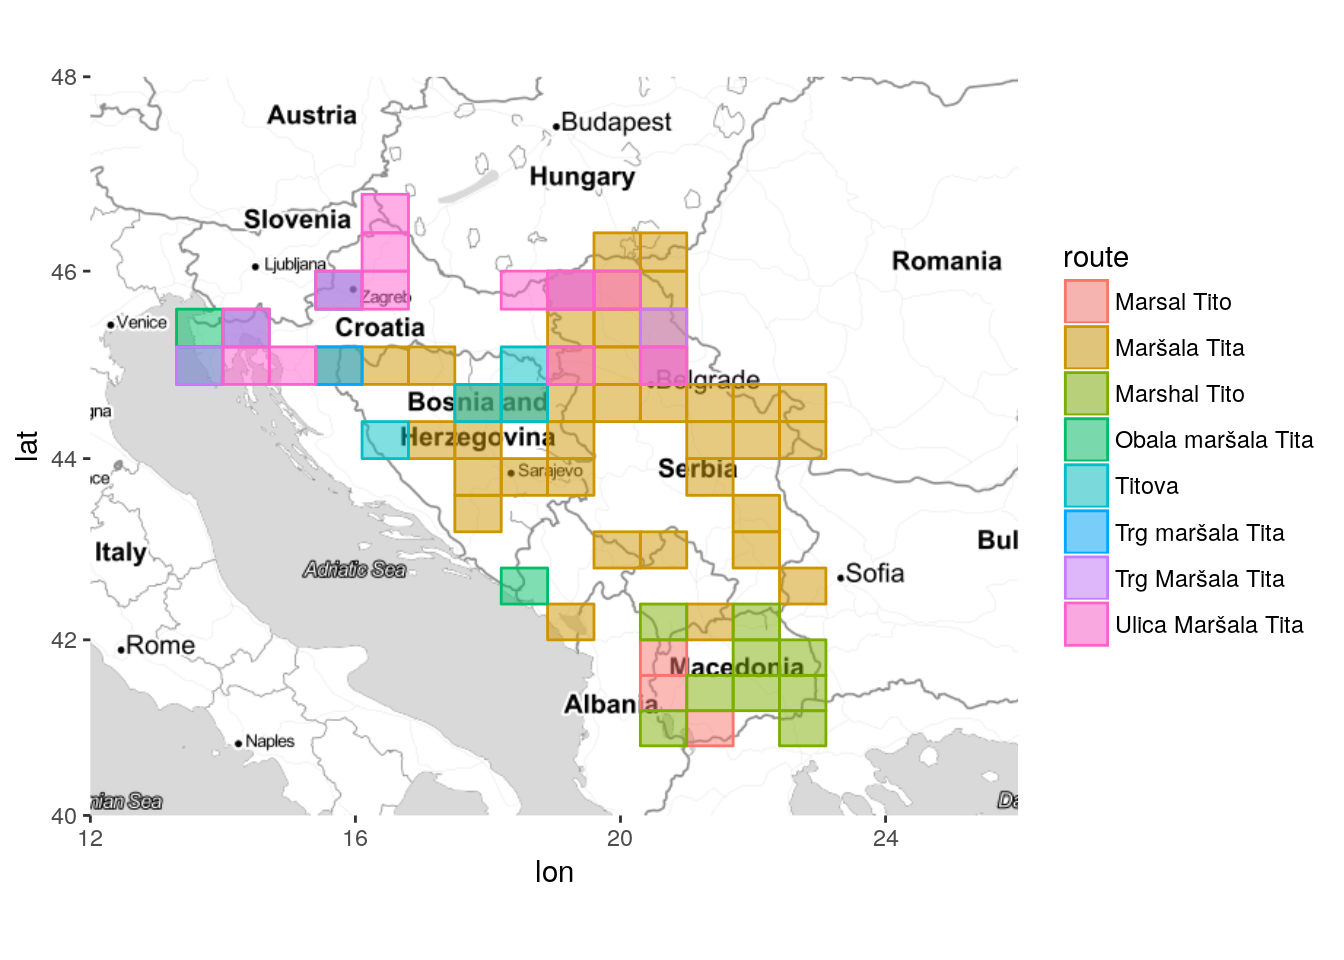 48
46
44
42
40
lat
12
16
20
24
lon
Austria
Budapest
Hungary
Slovenia
Ljubljana
Romania
Zagreb
Venice
Croatia
Belgrade
Bosnia and
Herzegovina
gna
Sarajevo
Serbia
nce
Italy
Bul
Adriatic Sea
Sofia
Rome
Macedonia
Albania
Naples
nian Sea
Da
route
Marsal Tito
Maršala Tita
Marshal Tito
Obala maršala Tita
Titova
Trg maršala Tita
Trg Maršala Tita
Ulica Maršala Tita